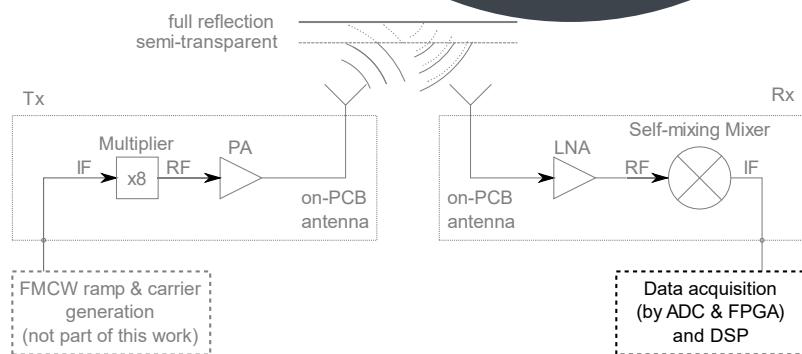 full reflection
semi-transparent
Tx
Rx
Multiplier
PA
IF
x8
RF
on-PCB
antenna
LNA
Self-mixing Mixer
RF
IF
on-PCB
antenna
FMCW ramp & carrier
generation
(not part of this work)
Data acquisition
(by ADC & FPGA)
and DSP